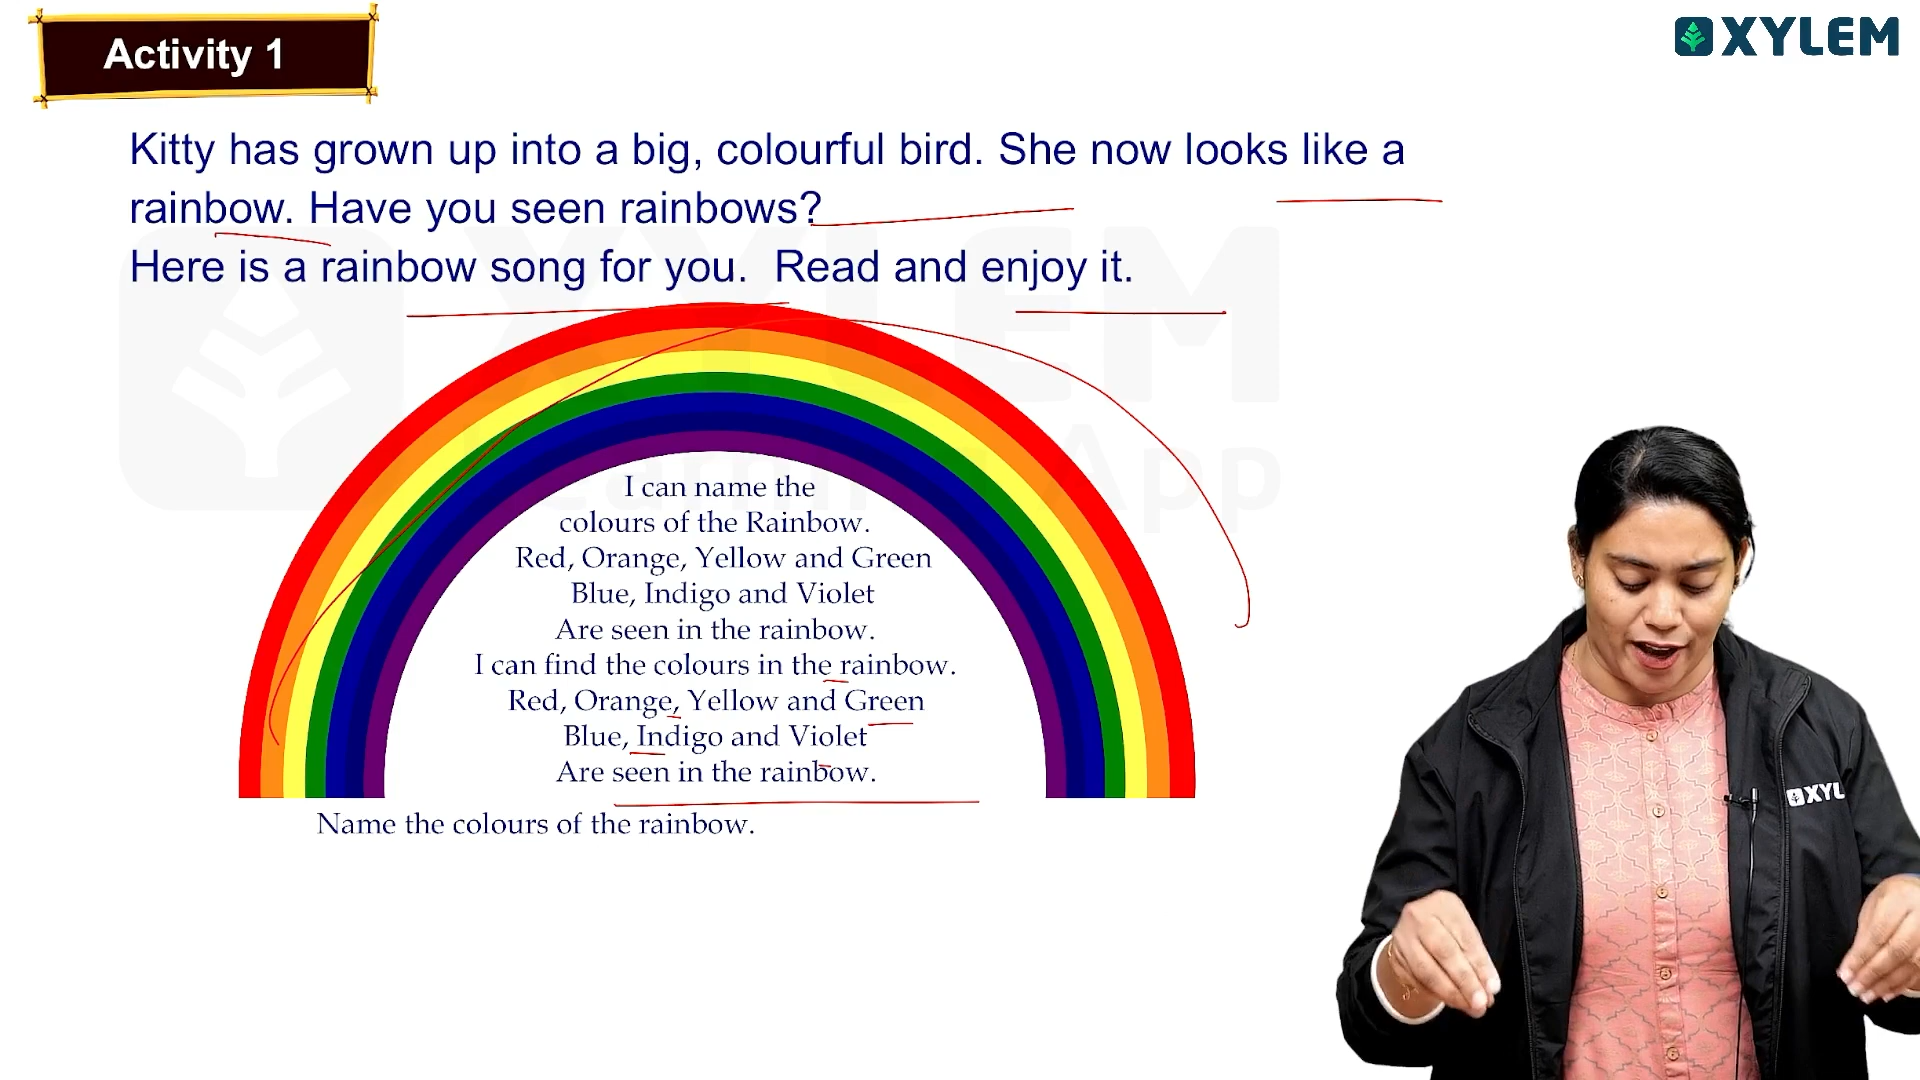 Activity 1
XYLEM
Kitty has grown up into a big, colourful bird. She now looks like a
rainbow. Have you seen rainbows?
Here is a rainbow song for you. Read and enjoy it.
XYLEM
Learning App
I can name the
colours of the Rainbow.
Red, Orange, Yellow and Green
Blue, Indigo and Violet
Are seen in the rainbow.
I can find the colours in the rainbow.
Red, Orange, Yellow and Green
Blue, Indigo and Violet
Are seen in the rainbow.
Name the colours of the rainbow.
XYL